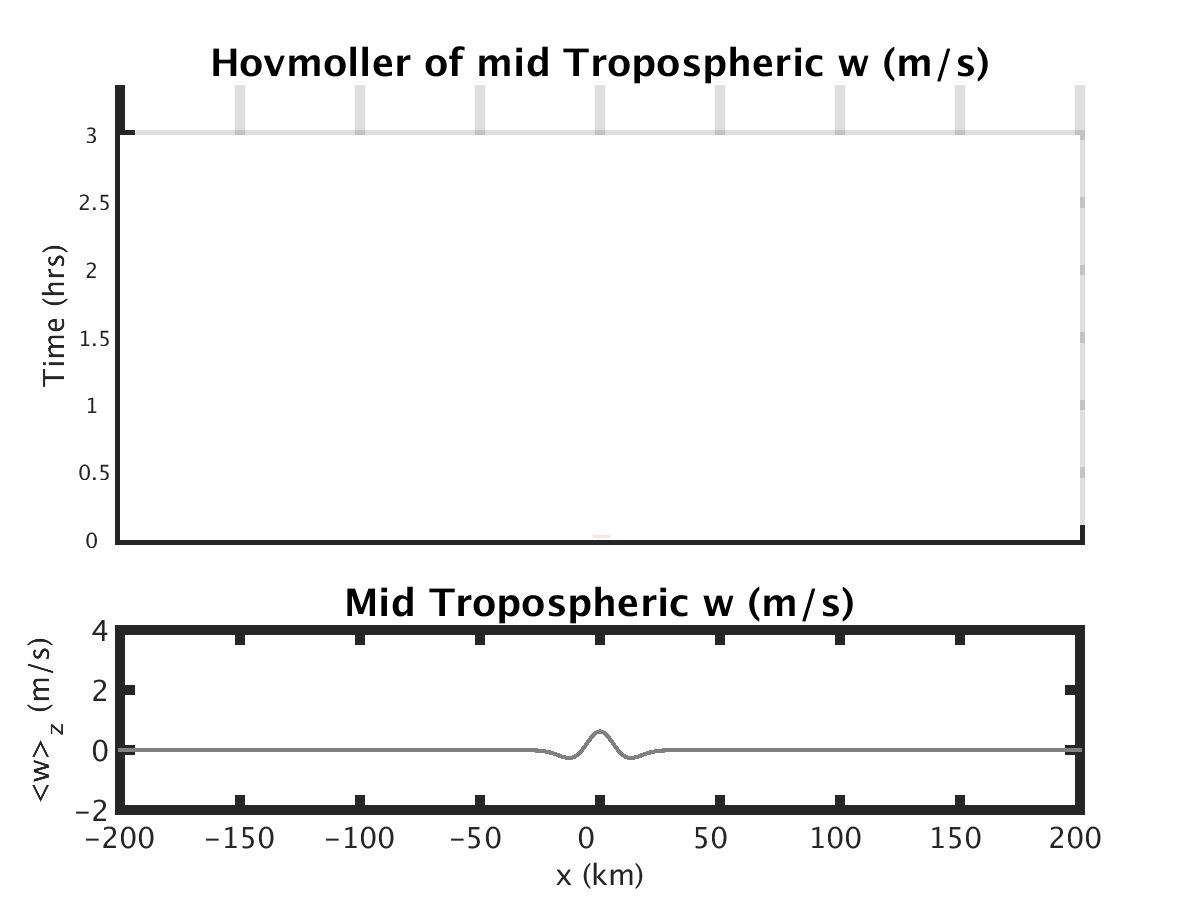 Hovmoller of mid Tropospheric w (m/s)
Time (hrs)
3
2.5
2
1.5
1
0.5
0
Mid Tropospheric w (m/s)
<w>z (m/s)
4
2
0
−2
−200 −150 −100 −50 0 50 100 150 200
x (km)